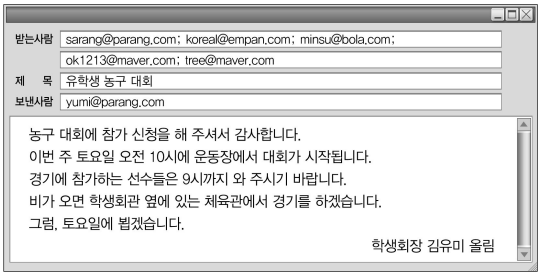 받는사람 sarang@parang.com; koreal@empan.com; minsu@bola.com;
ok1213@maver.com; tree@maver.com
제 목 유학생 농구 대회
보낸사람 yumi@parang.com
농구 대회에 참가 신청을 해 주셔서 감사합니다.
이번 주 토요일 오전 10시에 운동장에서 대회가 시작됩니다.
경기에 참가하는 선수들은 9시까지 와 주시기 바랍니다.
비가 오면 학생회관 옆에 있는 체육관에서 경기를 하겠습니다.
그럼, 토요일에 뵙겠습니다.
학생회장 김유미 올림